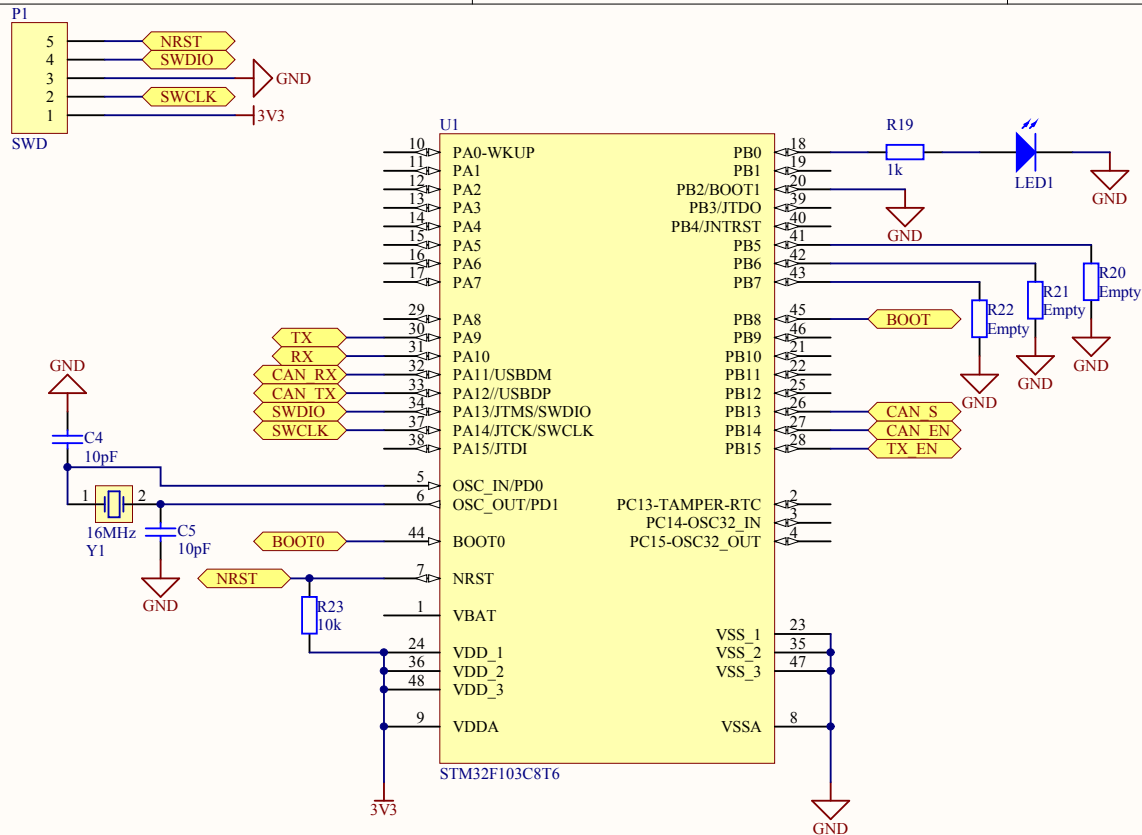 P1
5 NRST
4 SWDIO
3 GND
2 SWCLK
1 3V3
SWD
U1
10 PA0-WKUP PB0 18 R19 1k LED1 GND
11 PA1 PB1 19
12 PA2 PB2/BOOT1 20 GND
13 PA3 PB3/JTDO 39
14 PA4 PB4/JNTRST 40
15 PA5 PB5 41
16 PA6 PB6 42
17 PA7 PB7 43
R20 Empty GND
R21 Empty GND
R22 Empty GND
29 PA8 PB8 45 BOOT
TX 30 PA9 PB9 46
RX 31 PA10 PB10 21
CAN_RX 32 PA11/USBDM PB11 22
CAN_TX 33 PA12//USBDP PB12 25
SWDIO 34 PA13/JTMS/SWDIO PB13 26 CAN_S
SWCLK 37 PA14/JTCK/SWCLK PB14 27 CAN_EN
38 PA15/JTDI PB15 28 TX_EN
GND
C4
10pF
5 OSC_IN/PD0
1 2 6 OSC_OUT/PD1 PC13-TAMPER-RTC 2
PC14-OSC32_IN 3
16MHz C5
Y1 10pF
GND
BOOT0 44 BOOT0 PC15-OSC32_OUT 4
NRST 7 NRST
R23
10k
1 VBAT
VSS_1 23
24 VDD_1 VSS_2 35
36 VDD_2 VSS_3 47
48 VDD_3
9 VDDA VSSA 8
STM32F103C8T6
3V3
GND